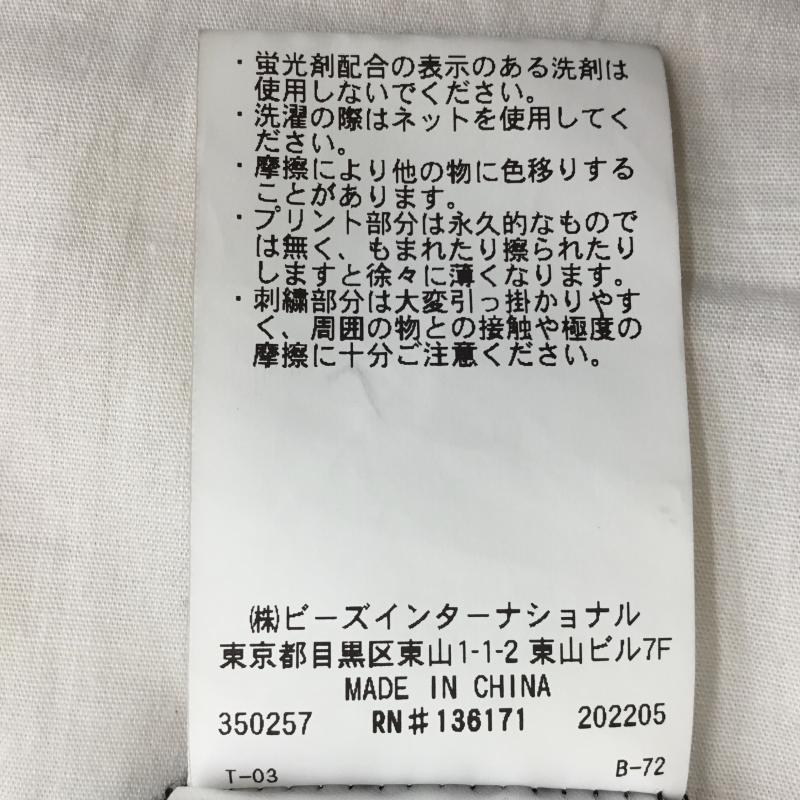 ・蛍光剤配合の表示のある洗剤は
使用しないでください。
・洗濯の際はネットを使用してく
ださい。
・摩擦により他の物に色移りする
ことがあります。
・プリント部分は永久的なもので
は無く、もまれたり擦られたり
しますと徐々に薄くなります。
・刺繍部分は大変引っ掛かりやす
く、周囲の物との接触や極度の
摩擦に十分ご注意ください。
㈱ビーズインターナショナル
東京都目黒区東山1-1-2 東山ビル7F
MADE IN CHINA
350257 RN#136171 202205
T-03 B-72